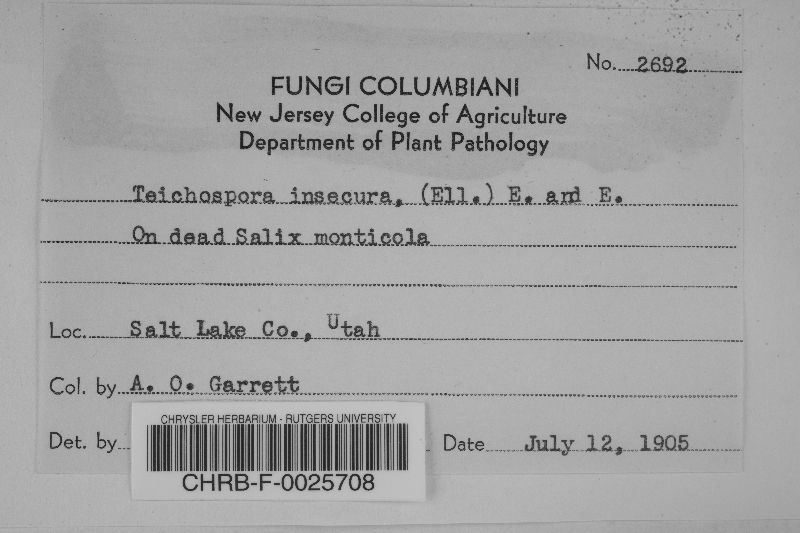 No. 2692
FUNGI COLUMBIANI
New Jersey College of Agriculture
Department of Plant Pathology
Teichospora insecura, (Ell.) E. and E.
On dead Salix monticola
Loc. Salt Lake Co., Utah
Col. by A. O. Garrett
Det. by
Date July 12, 1905
CHRYSLER HERBARIUM - RUTGERS UNIVERSITY
CHRB-F-0025708